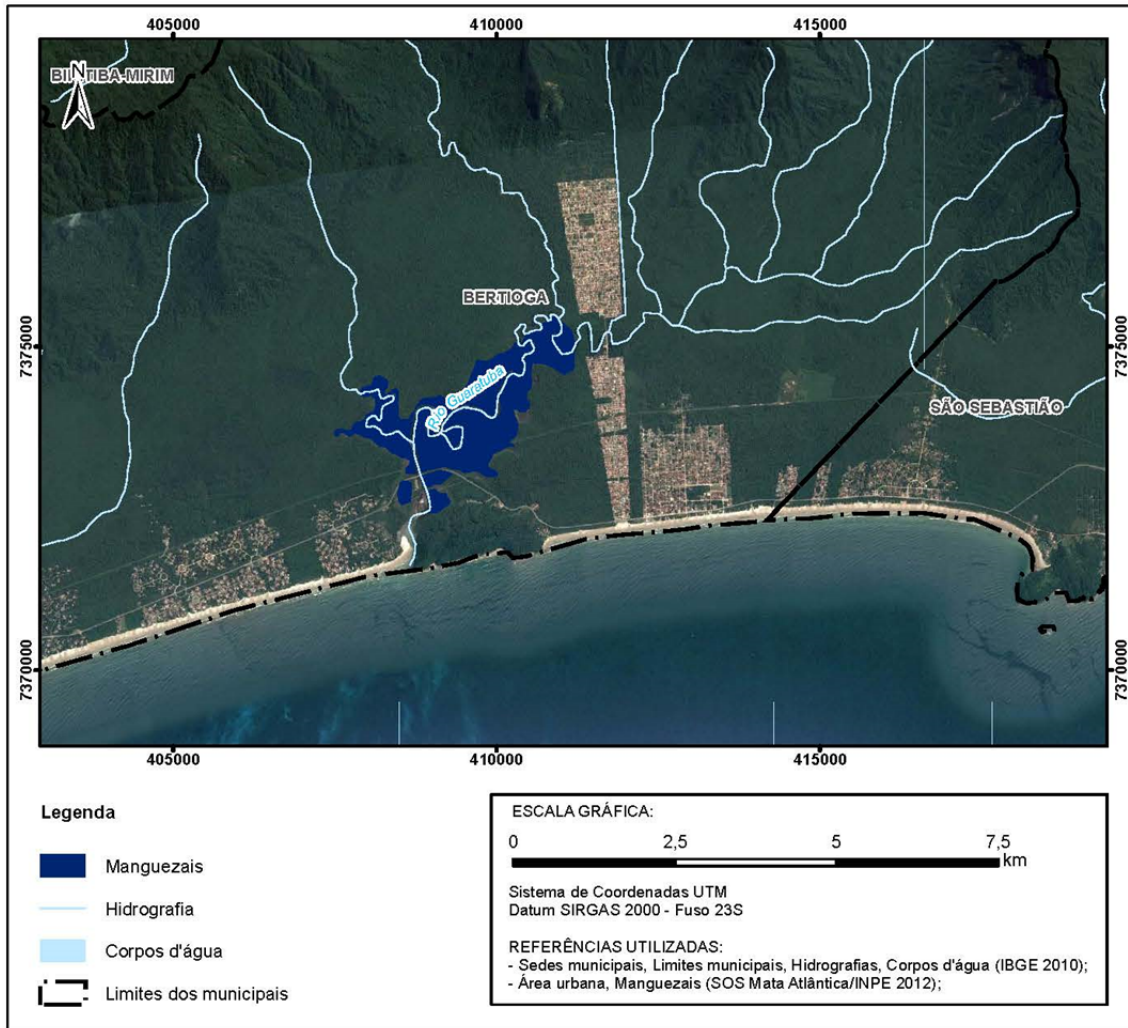 405000 410000 415000
BIRITIBA-MIRIM
N
BERTIOGA
7375000 7375000
Rio Guaratuba
SÃO SEBASTIÃO
7370000 7370000
405000 410000 415000
Legenda
Manguezais
Hidrografia
Corpos d'água
Limites dos municipais
ESCALA GRÁFICA:
0 2,5 5 7,5
km
Sistema de Coordenadas UTM
Datum SIRGAS 2000 - Fuso 23S
REFERÊNCIAS UTILIZADAS:
- Sedes municipais, Limites municipais, Hidrografias, Corpos d'água (IBGE 2010);
- Área urbana, Manguezais (SOS Mata Atlântica/INPE 2012);